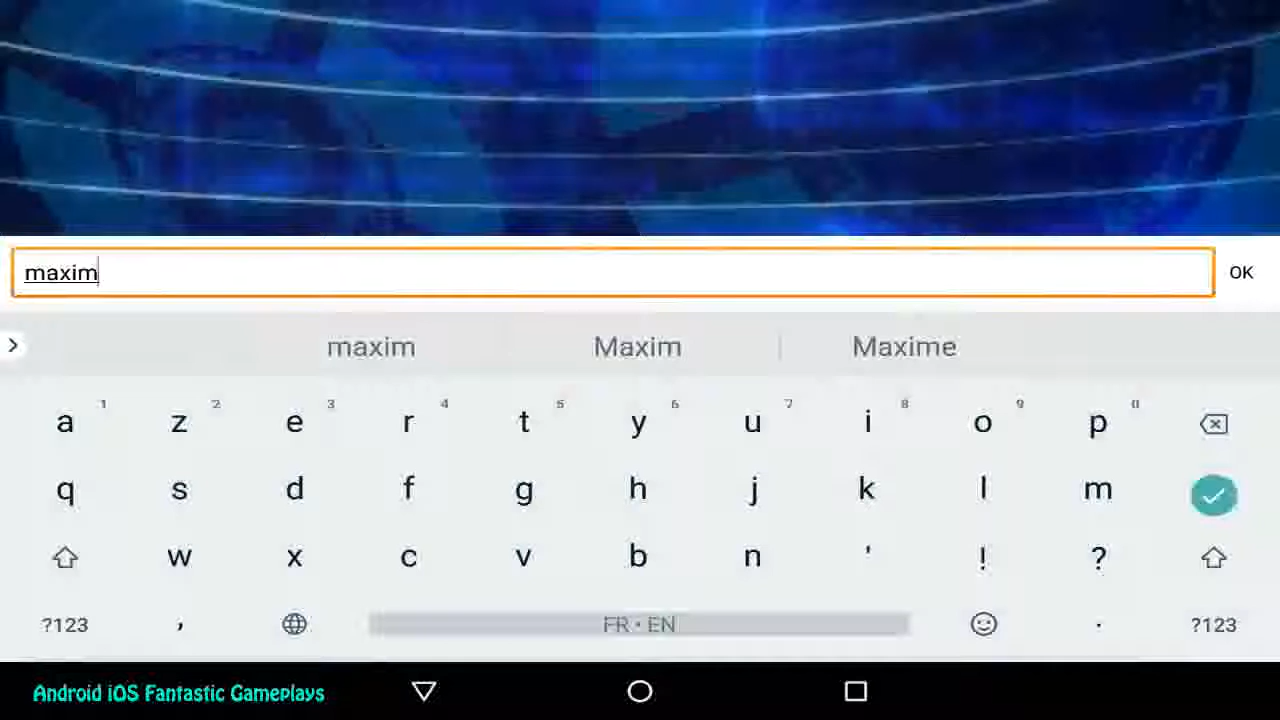 maxim
OK
maxim Maxim Maxime
1 2 3 4 5 6 7 8 9 0
a z e r t y u i o p
q s d f g h j k l m
w x c v b n ' ! ?
?123 , FR • EN . ?123
Android iOS Fantastic Gameplays